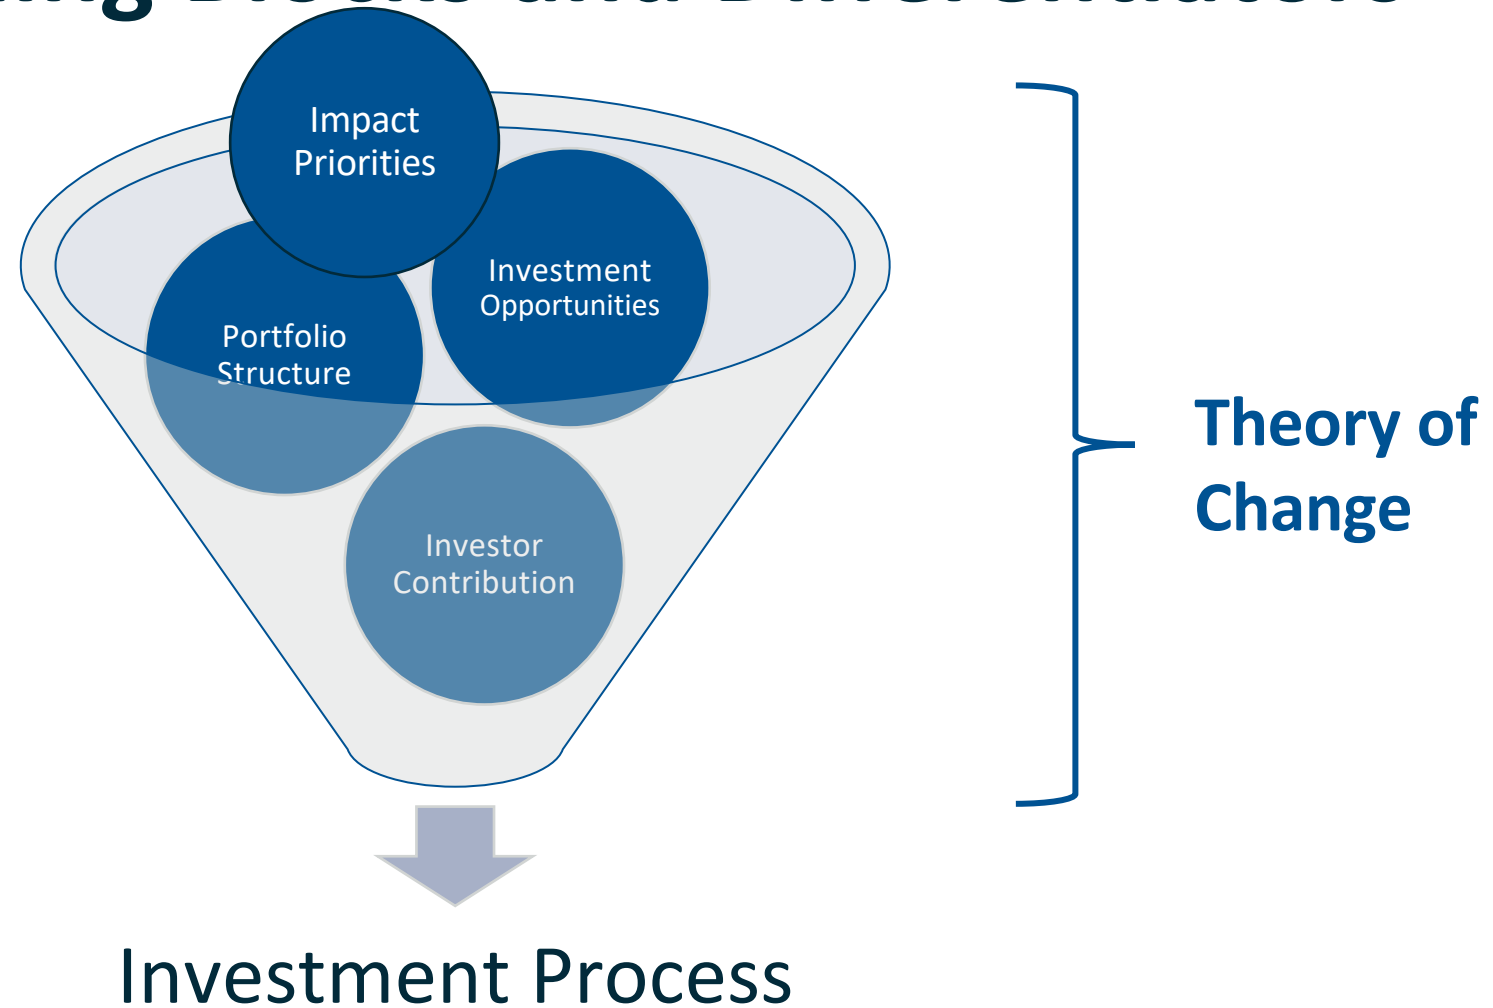 Impact
Priorities
Investment
Opportunities
Portfolio
Structure
Investor
Contribution
Theory of
Change
Investment Process